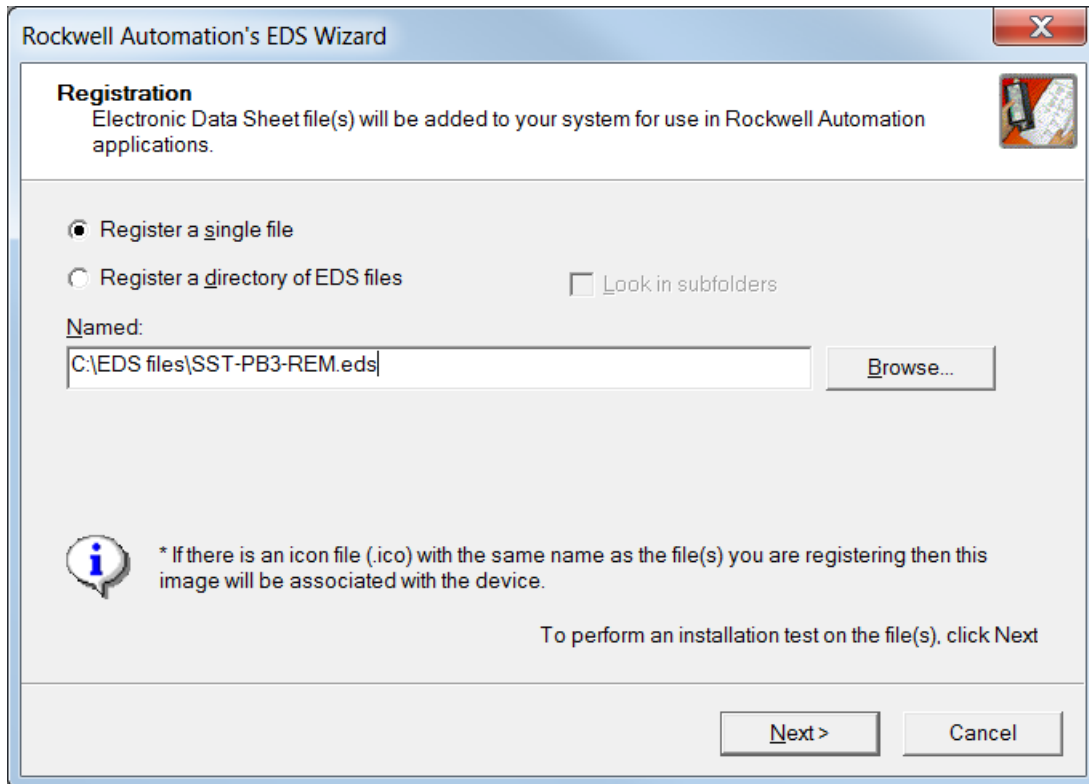 Rockwell Automation's EDS Wizard
X
Registration
Electronic Data Sheet file(s) will be added to your system for use in Rockwell Automation
applications.
Register a single file
Register a directory of EDS files
Look in subfolders
Named:
C:\EDS files\SST-PB3-REM.eds
Browse...
* If there is an icon file (.ico) with the same name as the file(s) you are registering then this
image will be associated with the device.
To perform an installation test on the file(s), click Next
Next >
Cancel